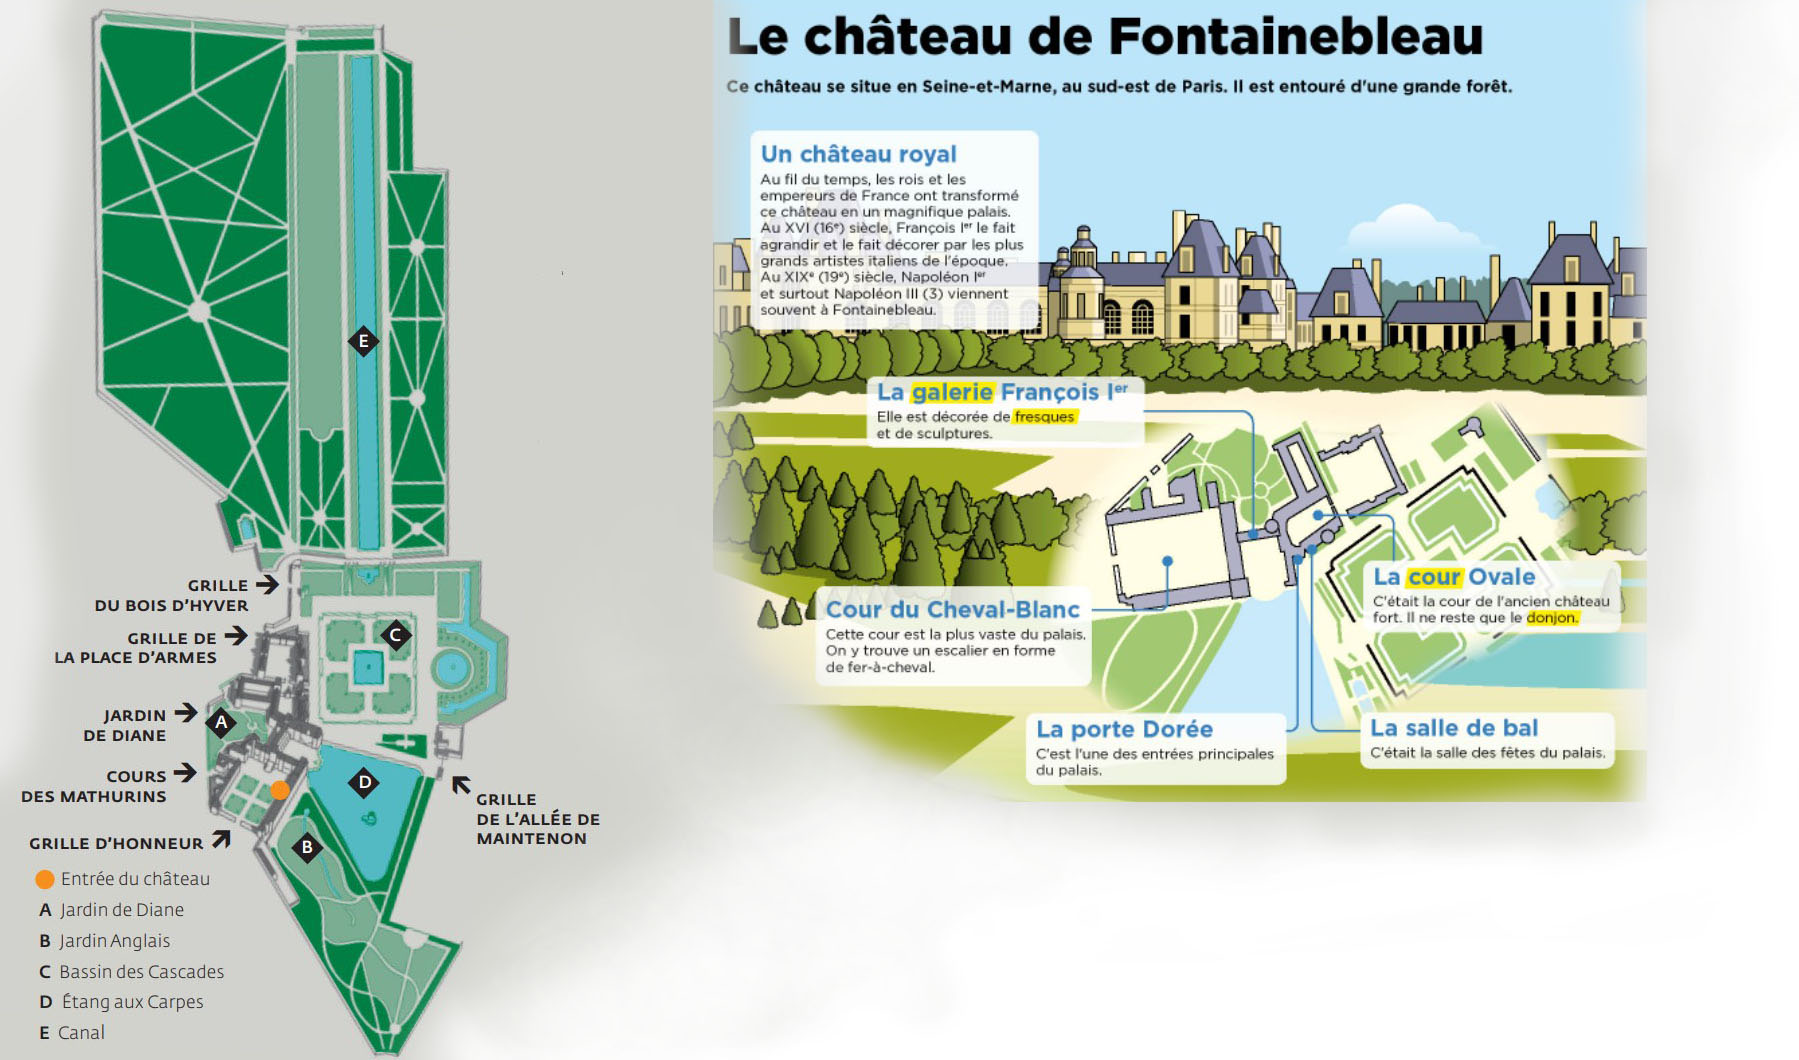 GRILLE
DU BOIS D'HYVER
GRILLE DE
LA PLACE D'ARMES
JARDIN
DE DIANE
COURS
DES MATHURINS
GRILLE D'HONNEUR
GRILLE
DE L'ALLÉE DE
MAINTENON
A
B
C
D
E
Entrée du château
A Jardin de Diane
B Jardin Anglais
C Bassin des Cascades
D Étang aux Carpes
E Canal
Le château de Fontainebleau
Ce château se situe en Seine-et-Marne, au sud-est de Paris. Il est entouré d'une grande forêt.
Un château royal
Au fil du temps, les rois et les
empereurs de France ont transformé
ce château en un magnifique palais.
Au XVI (16e) siècle, François Ier le fait
agrandir et le fait décorer par les plus
grands artistes italiens de l'époque.
Au XIXe (19e) siècle, Napoléon Ier
et surtout Napoléon III (3) viennent
souvent à Fontainebleau.
La galerie François Ier
Elle est décorée de fresques
et de sculptures.
Cour du Cheval-Blanc
Cette cour est la plus vaste du palais.
On y trouve un escalier en forme
de fer-à-cheval.
La cour Ovale
C'était la cour de l'ancien château
fort. Il ne reste que le donjon.
La porte Dorée
C'est l'une des entrées principales
du palais.
La salle de bal
C'était la salle des fêtes du palais.